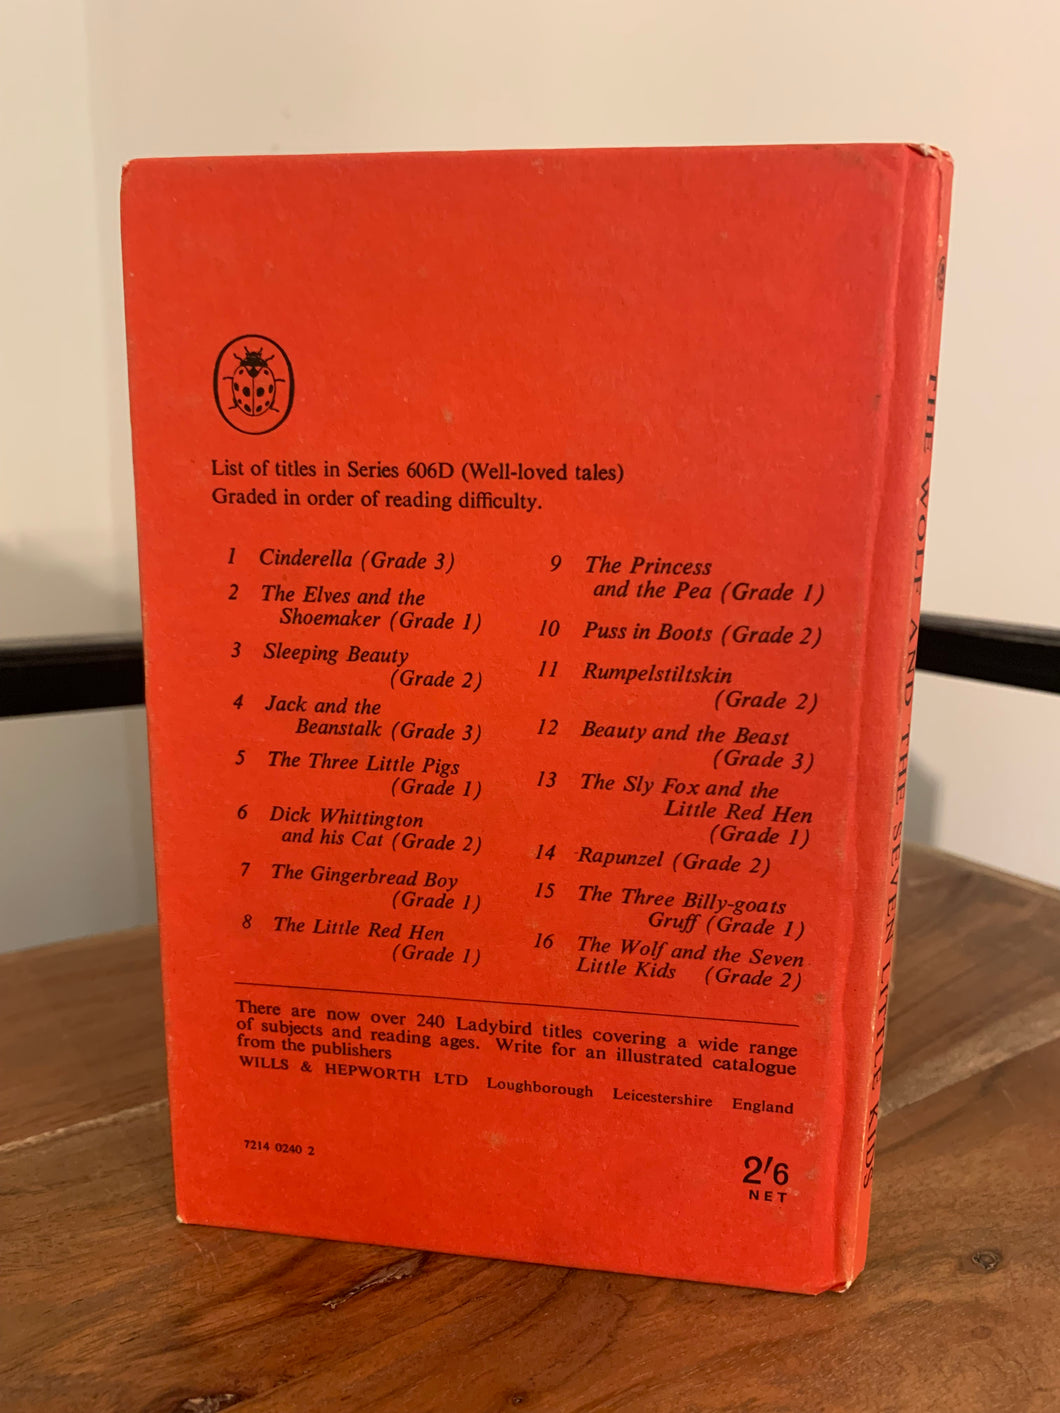 List of titles in Series 606D (Well-loved tales)
Graded in order of reading difficulty.
1 Cinderella (Grade 3)
2 The Elves and the
Shoemaker (Grade 1)
3 Sleeping Beauty
(Grade 2)
4 Jack and the
Beanstalk (Grade 3)
5 The Three Little Pigs
(Grade 1)
6 Dick Whittington
and his Cat (Grade 2)
7 The Gingerbread Boy
(Grade 1)
8 The Little Red Hen
(Grade 1)
9 The Princess
and the Pea (Grade 1)
10 Puss in Boots (Grade 2)
11 Rumpelstiltskin
(Grade 2)
12 Beauty and the Beast
(Grade 3)
13 The Sly Fox and the
Little Red Hen
(Grade 1)
14 Rapunzel (Grade 2)
15 The Three Billy-goats
Gruff (Grade 1)
16 The Wolf and the Seven
Little Kids (Grade 2)
There are now over 240 Ladybird titles covering a wide range
of subjects and reading ages. Write for an illustrated catalogue
from the publishers
WILLS & HEPWORTH LTD Loughborough Leicestershire England
7214 0240 2
2'6
NET
THE WOLF AND THE SEVEN LITTLE KIDS